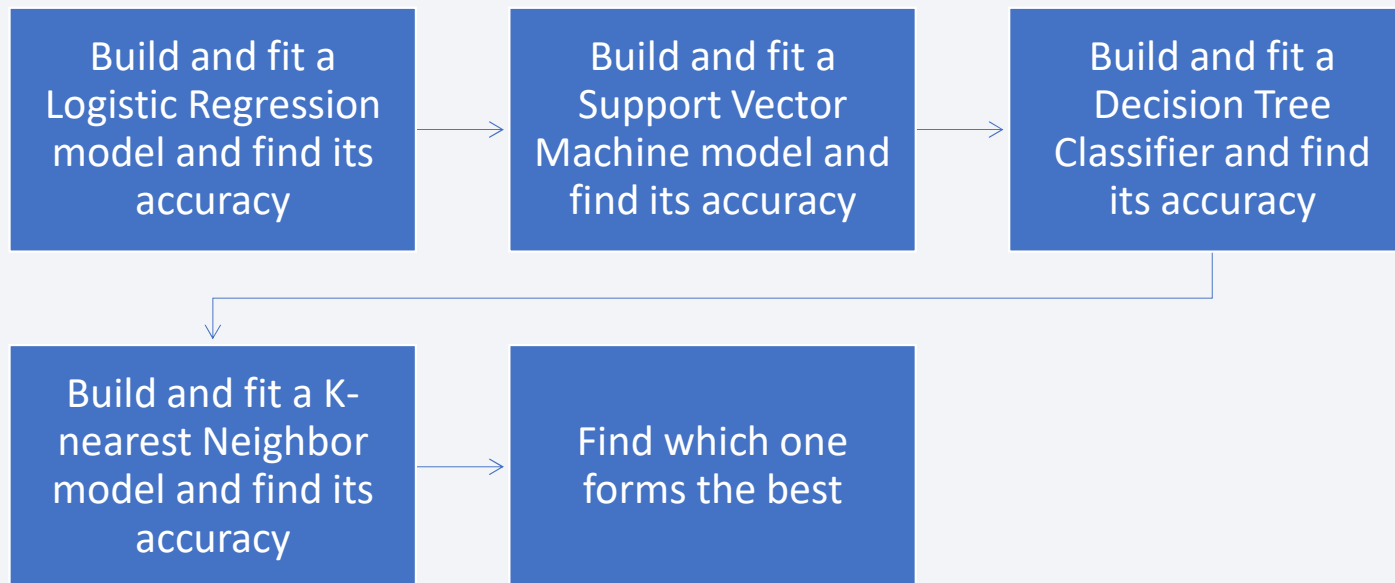 Build and fit a
Logistic Regression
model and find its
accuracy
Build and fit a
Support Vector
Machine model and
find its accuracy
Build and fit a
Decision Tree
Classifier and find
its accuracy
Build and fit a K-
nearest Neighbor
model and find its
accuracy
Find which one
forms the best